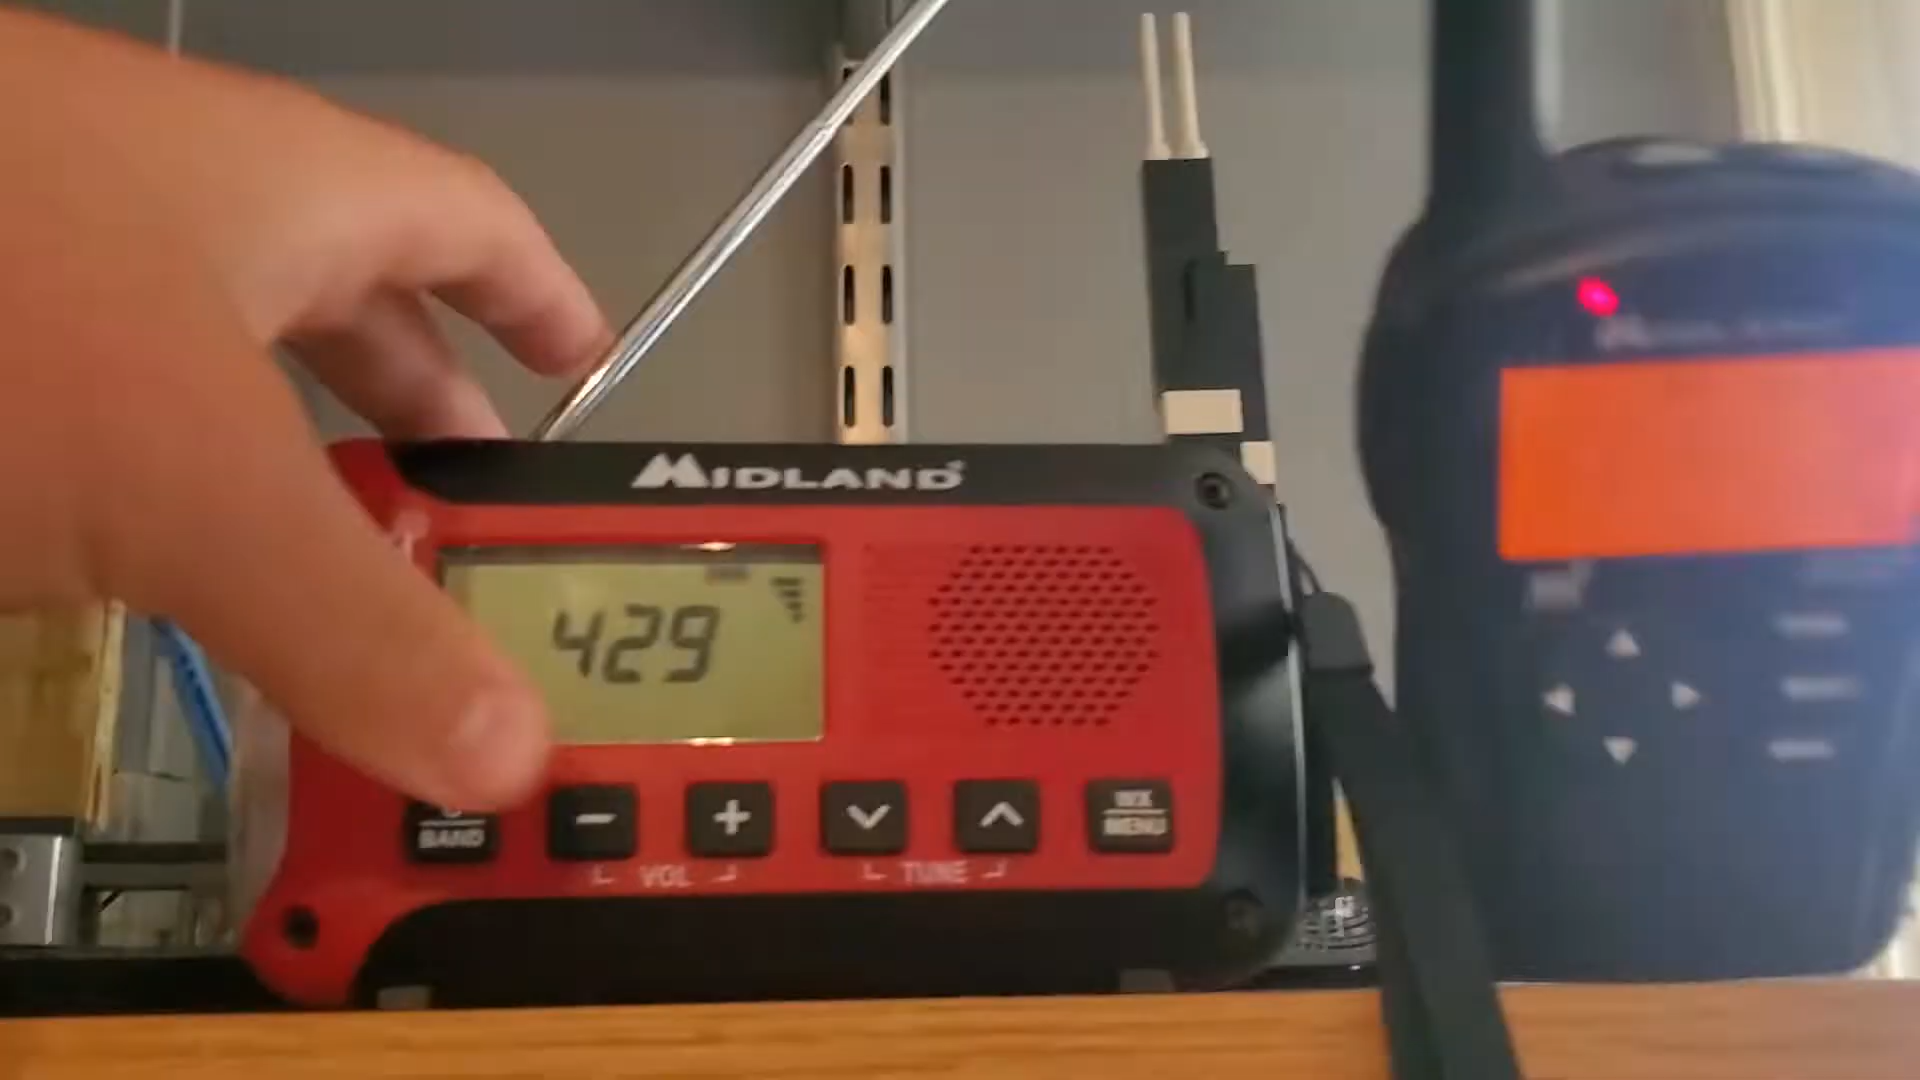 MIDLAND
429
BAND
− + ∨ ∧
WX
MENU
VOL
TUNE